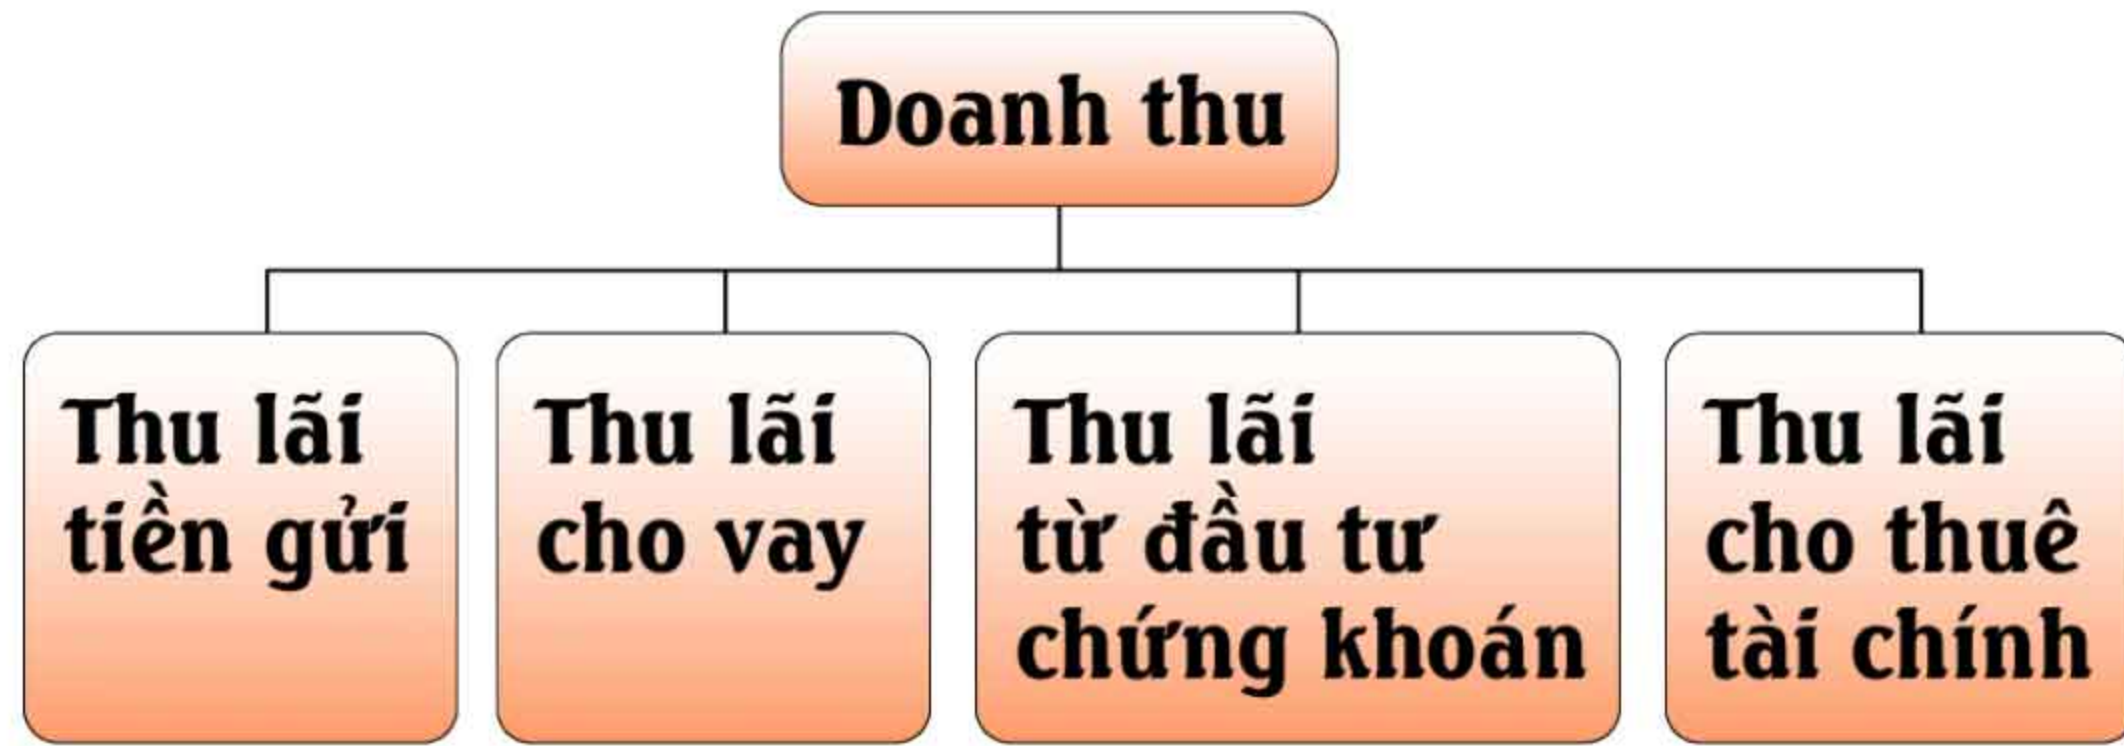 Doanh thu
Thu lãi
tiền gửi
Thu lãi
cho vay
Thu lãi
từ đầu tư
chứng khoán
Thu lãi
cho thuê
tài chính